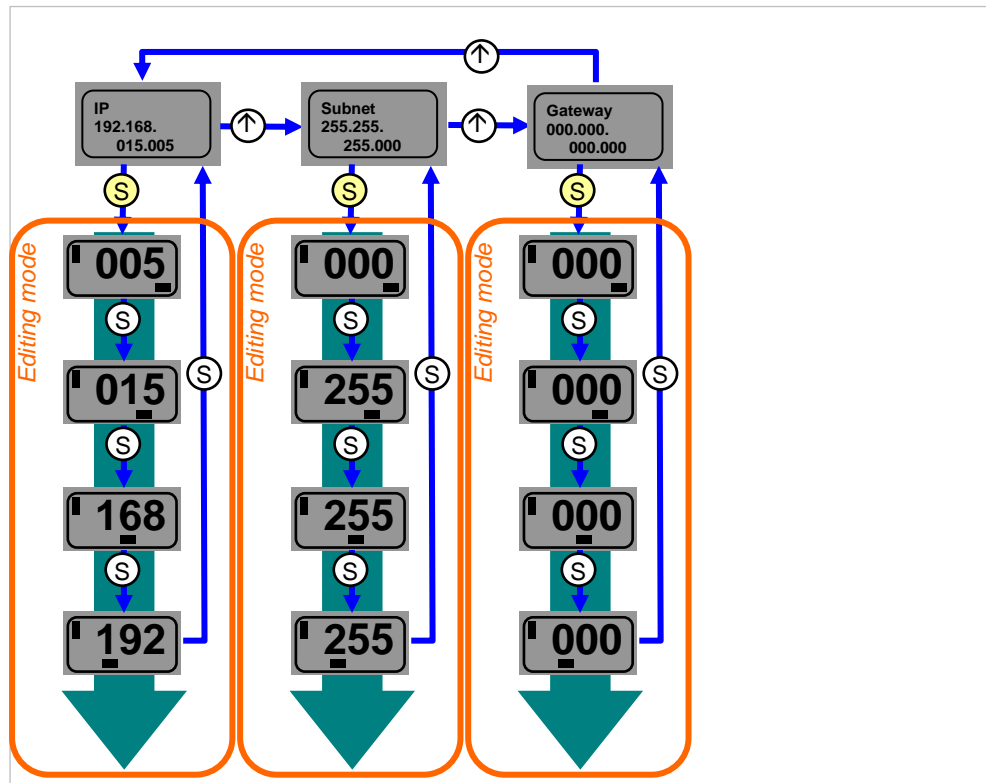 ↑
IP
192.168.
015.005
↑
Subnet
255.255.
255.000
↑
Gateway
000.000.
000.000
S
S
S
Editing mode
005
S
015
S
168
S
192
S
Editing mode
000
S
255
S
255
S
255
S
Editing mode
000
S
000
S
000
S
000
S